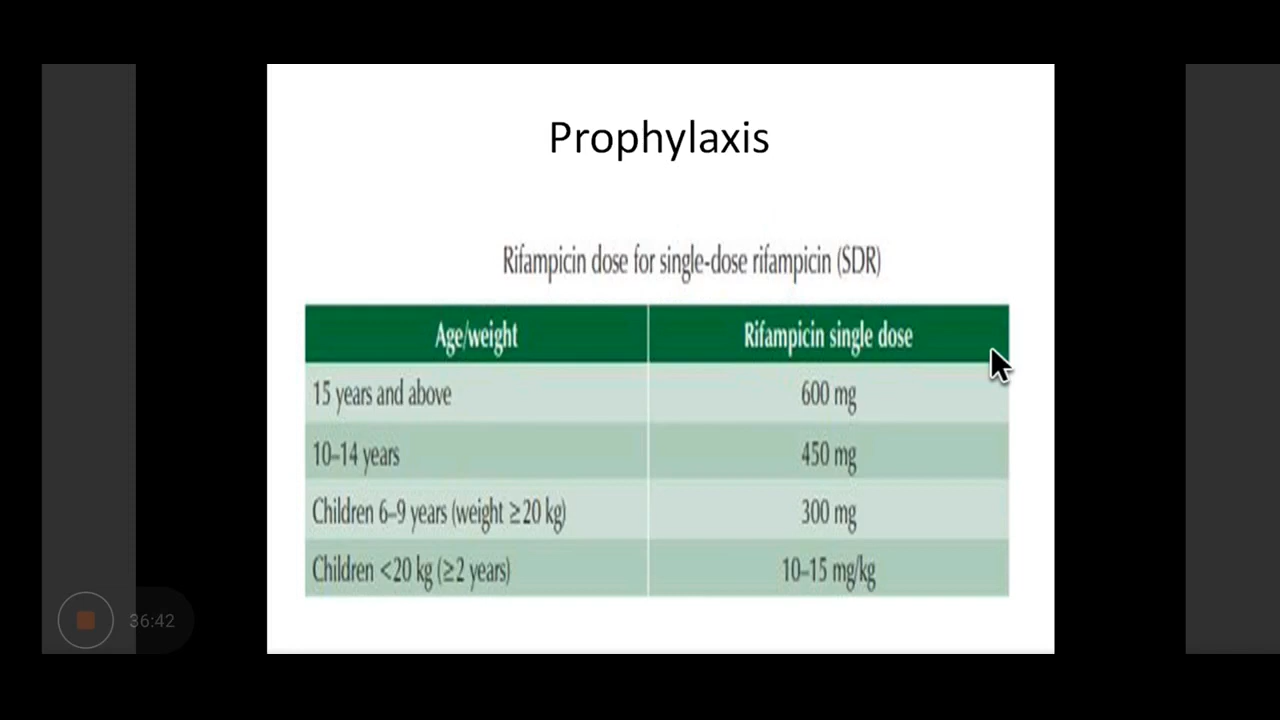 Prophylaxis
Rifampicin dose for single-dose rifampicin (SDR)
Age/weight Rifampicin single dose
15 years and above 600 mg
10–14 years 450 mg
Children 6–9 years (weight ≥20 kg) 300 mg
Children <20 kg (≥2 years) 10–15 mg/kg
36:42